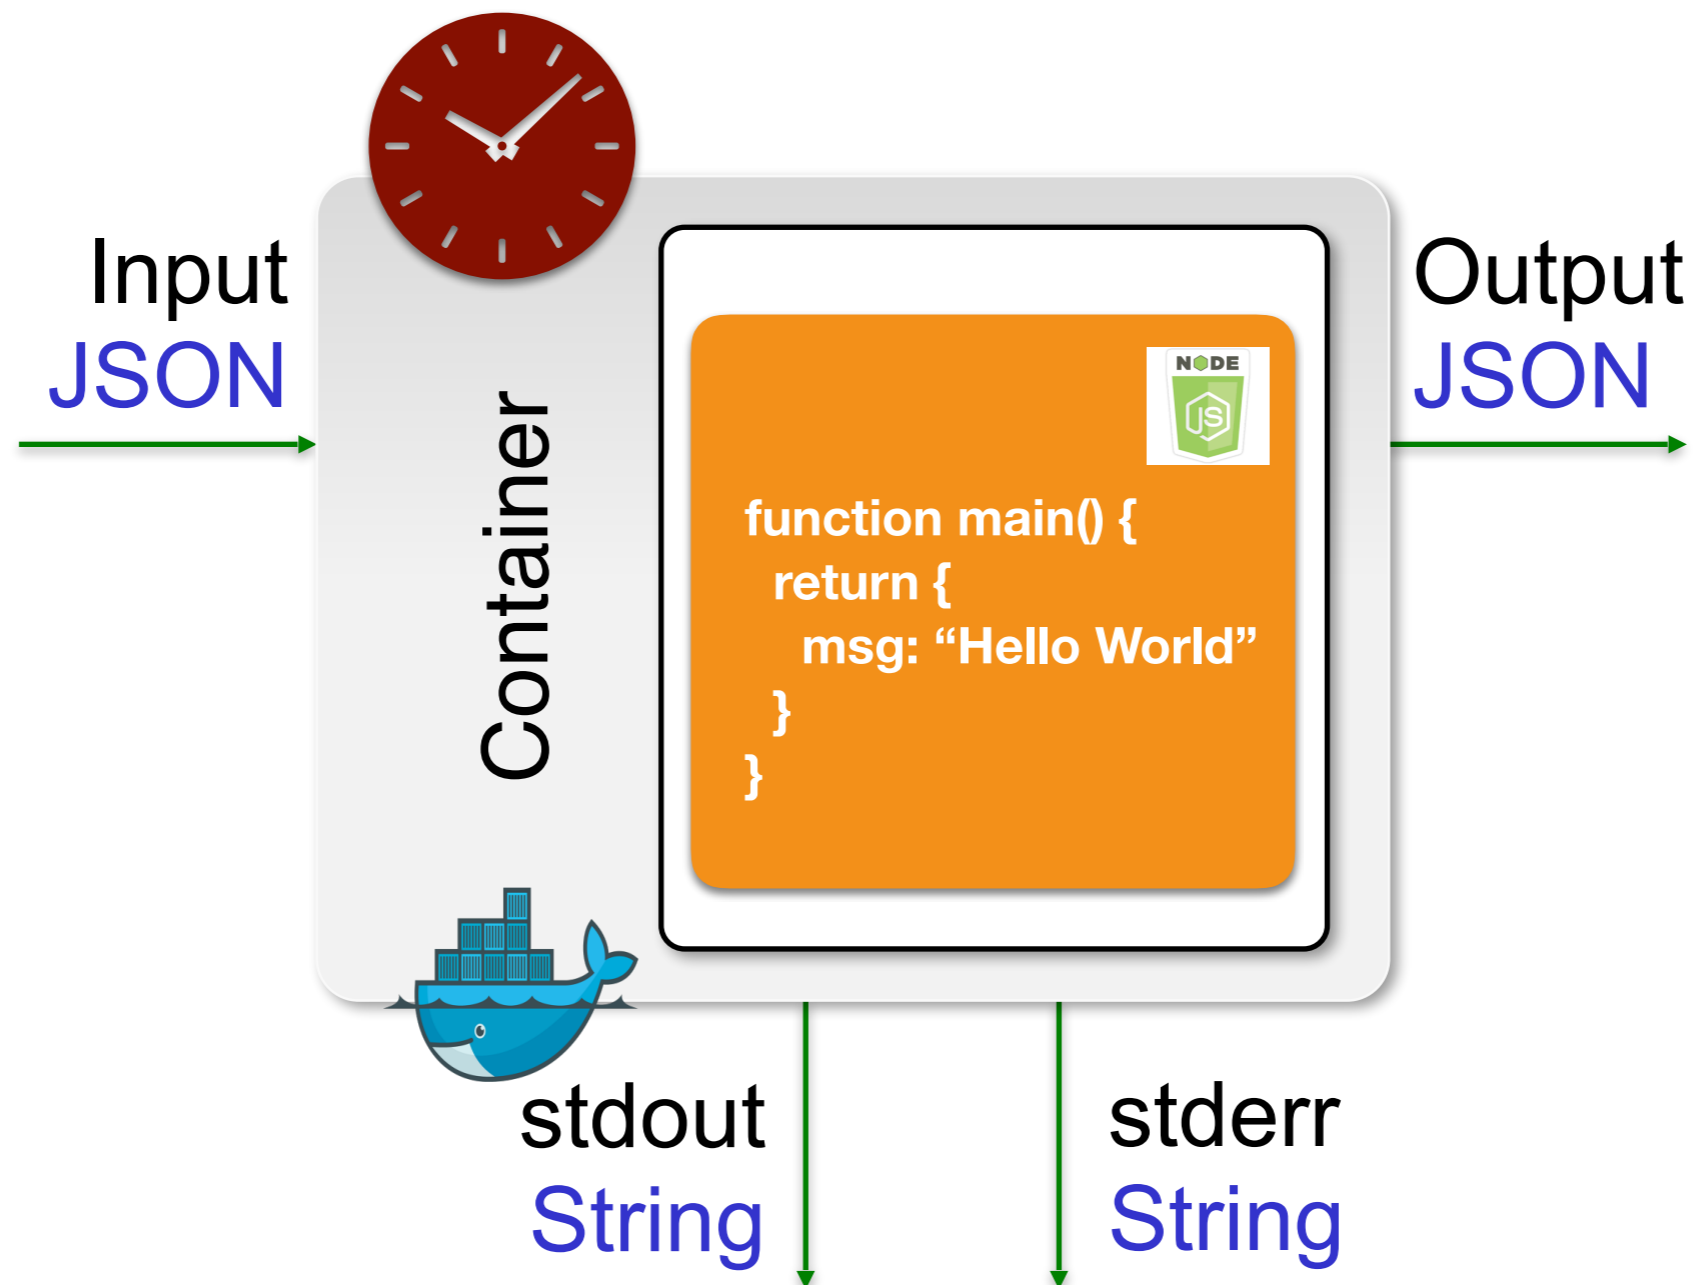 Input
JSON
Container
NODE
JS
function main() {
return {
msg: “Hello World”
}
}
Output
JSON
stdout
String
stderr
String